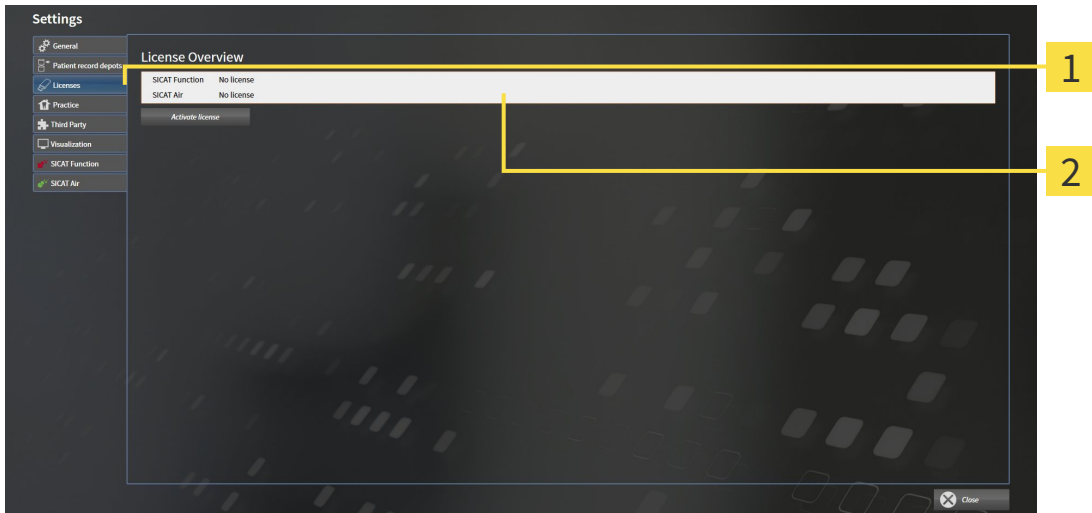 Settings
General
Patient record depots
Licenses
Practice
Third Party
Visualization
SICAT Function
SICAT Air
License Overview
SICAT Function No license
SICAT Air No license
Activate license
Close
1
2